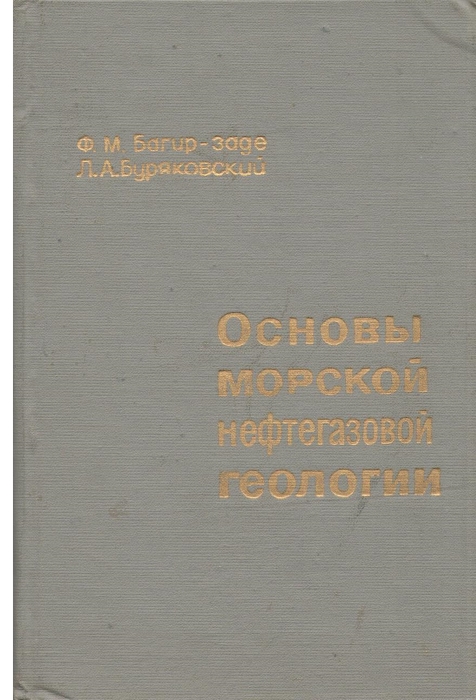 Ф. М. Багир-заде
Л.А.Буряковский
Основы
морской
нефтегазовой
геологии